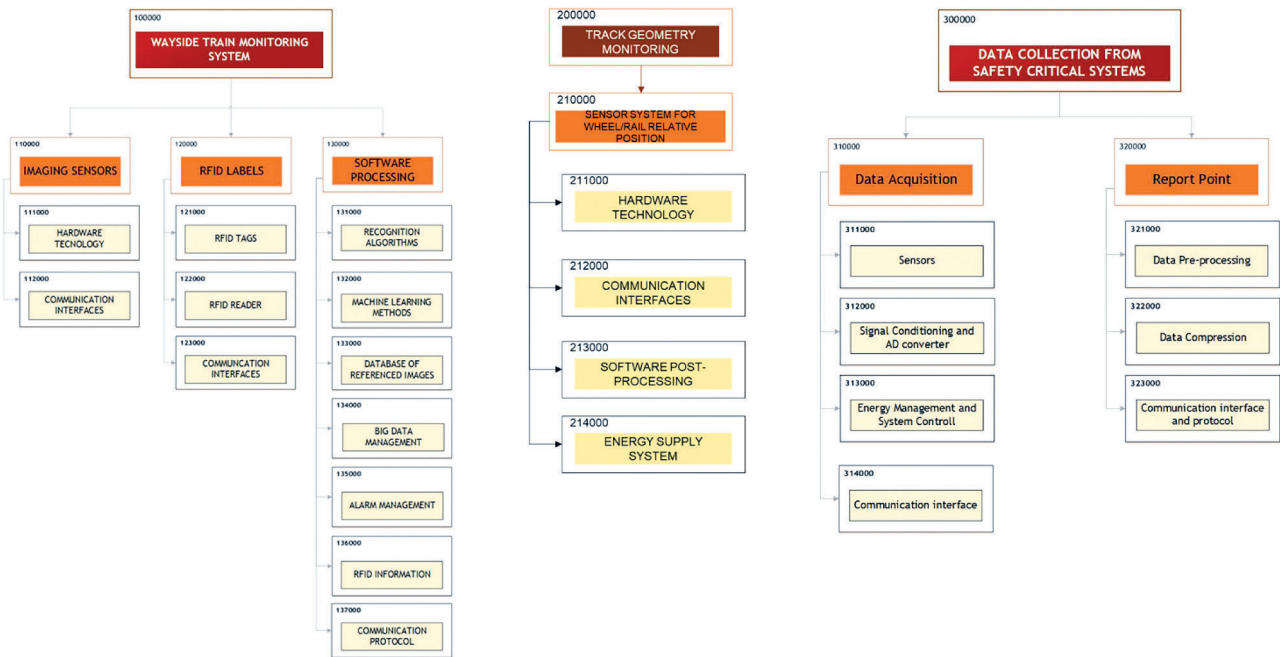 100000
WAYSIDE TRAIN MONITORING
SYSTEM
110000
IMAGING SENSORS
111000
HARDWARE
TECNOLOGY
112000
COMMUNICATION
INTERFACES
120000
RFID LABELS
121000
RFID TAGS
122000
RFID READER
123000
COMMUNCATION
INTERFACES
130000
SOFTWARE
PROCESSING
131000
RECOGNITION
ALGORITHMS
132000
MACHINE LEARNING
METHODS
133000
DATABASE OF
REFERENCED IMAGES
134000
BIG DATA
MANAGEMENT
135000
ALARM MANAGEMENT
136000
RFID INFORMATION
137000
COMMUNICATION
PROTOCOL
200000
TRACK GEOMETRY
MONITORING
210000
SENSOR SYSTEM FOR
WHEEL/RAIL RELATIVE
POSITION
211000
HARDWARE
TECHNOLOGY
212000
COMMUNICATION
INTERFACES
213000
SOFTWARE POST-
PROCESSING
214000
ENERGY SUPPLY
SYSTEM
300000
DATA COLLECTION FROM
SAFETY CRITICAL SYSTEMS
310000
Data Acquisition
311000
Sensors
312000
Signal Conditioning and
AD converter
313000
Energy Management and
System Controll
314000
Communication interface
320000
Report Point
321000
Data Pre-processing
322000
Data Compression
323000
Communication interface
and protocol